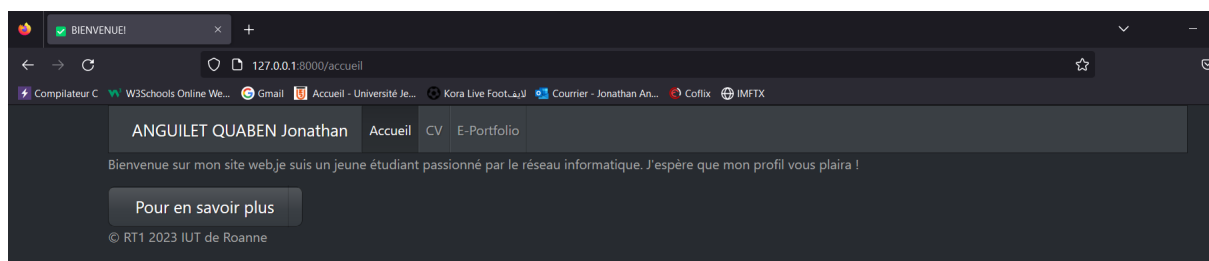 BIENVENUE!
127.0.0.1:8000/accueil
Compilateur C W3Schools Online We... Gmail Accueil - Université Je... Kora Live Foot لايف... Courrier - Jonathan An... Coflix IMFTX
ANGUILET QUABEN Jonathan Accueil CV E-Portfolio
Bienvenue sur mon site web,je suis un jeune étudiant passionné par le réseau informatique. J'espère que mon profil vous plaira !
Pour en savoir plus
© RT1 2023 IUT de Roanne